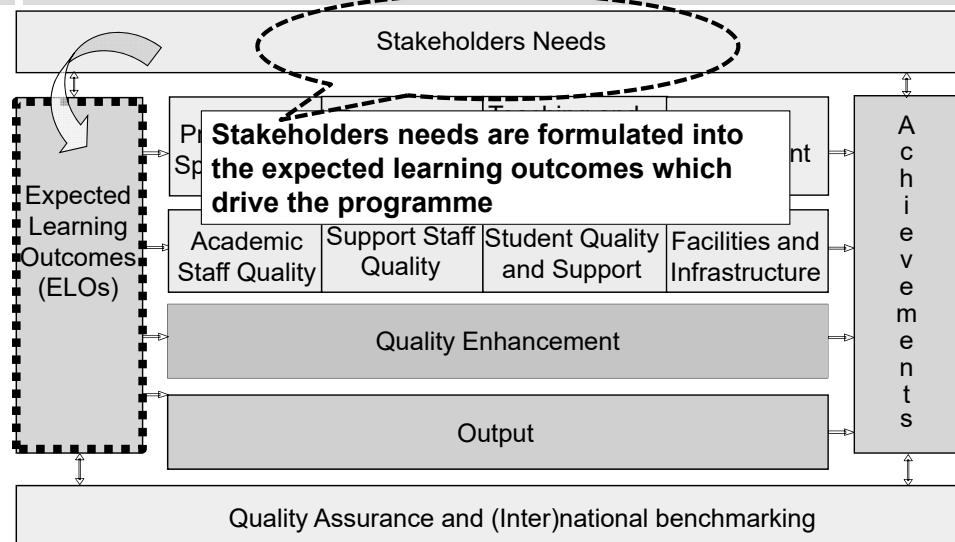 Stakeholders Needs
Stakeholders needs are formulated into
the expected learning outcomes which
drive the programme
Expected
Learning
Outcomes
(ELOs)
Academic
Staff Quality
Support Staff
Quality
Student Quality
and Support
Facilities and
Infrastructure
Quality Enhancement
Output
Achievements
Quality Assurance and (Inter)national benchmarking